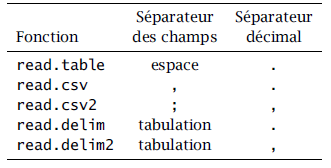 Séparateur Séparateur
Fonction des champs décimal
read.table espace .
read.csv , .
read.csv2 ; ,
read.delim tabulation .
read.delim2 tabulation ,